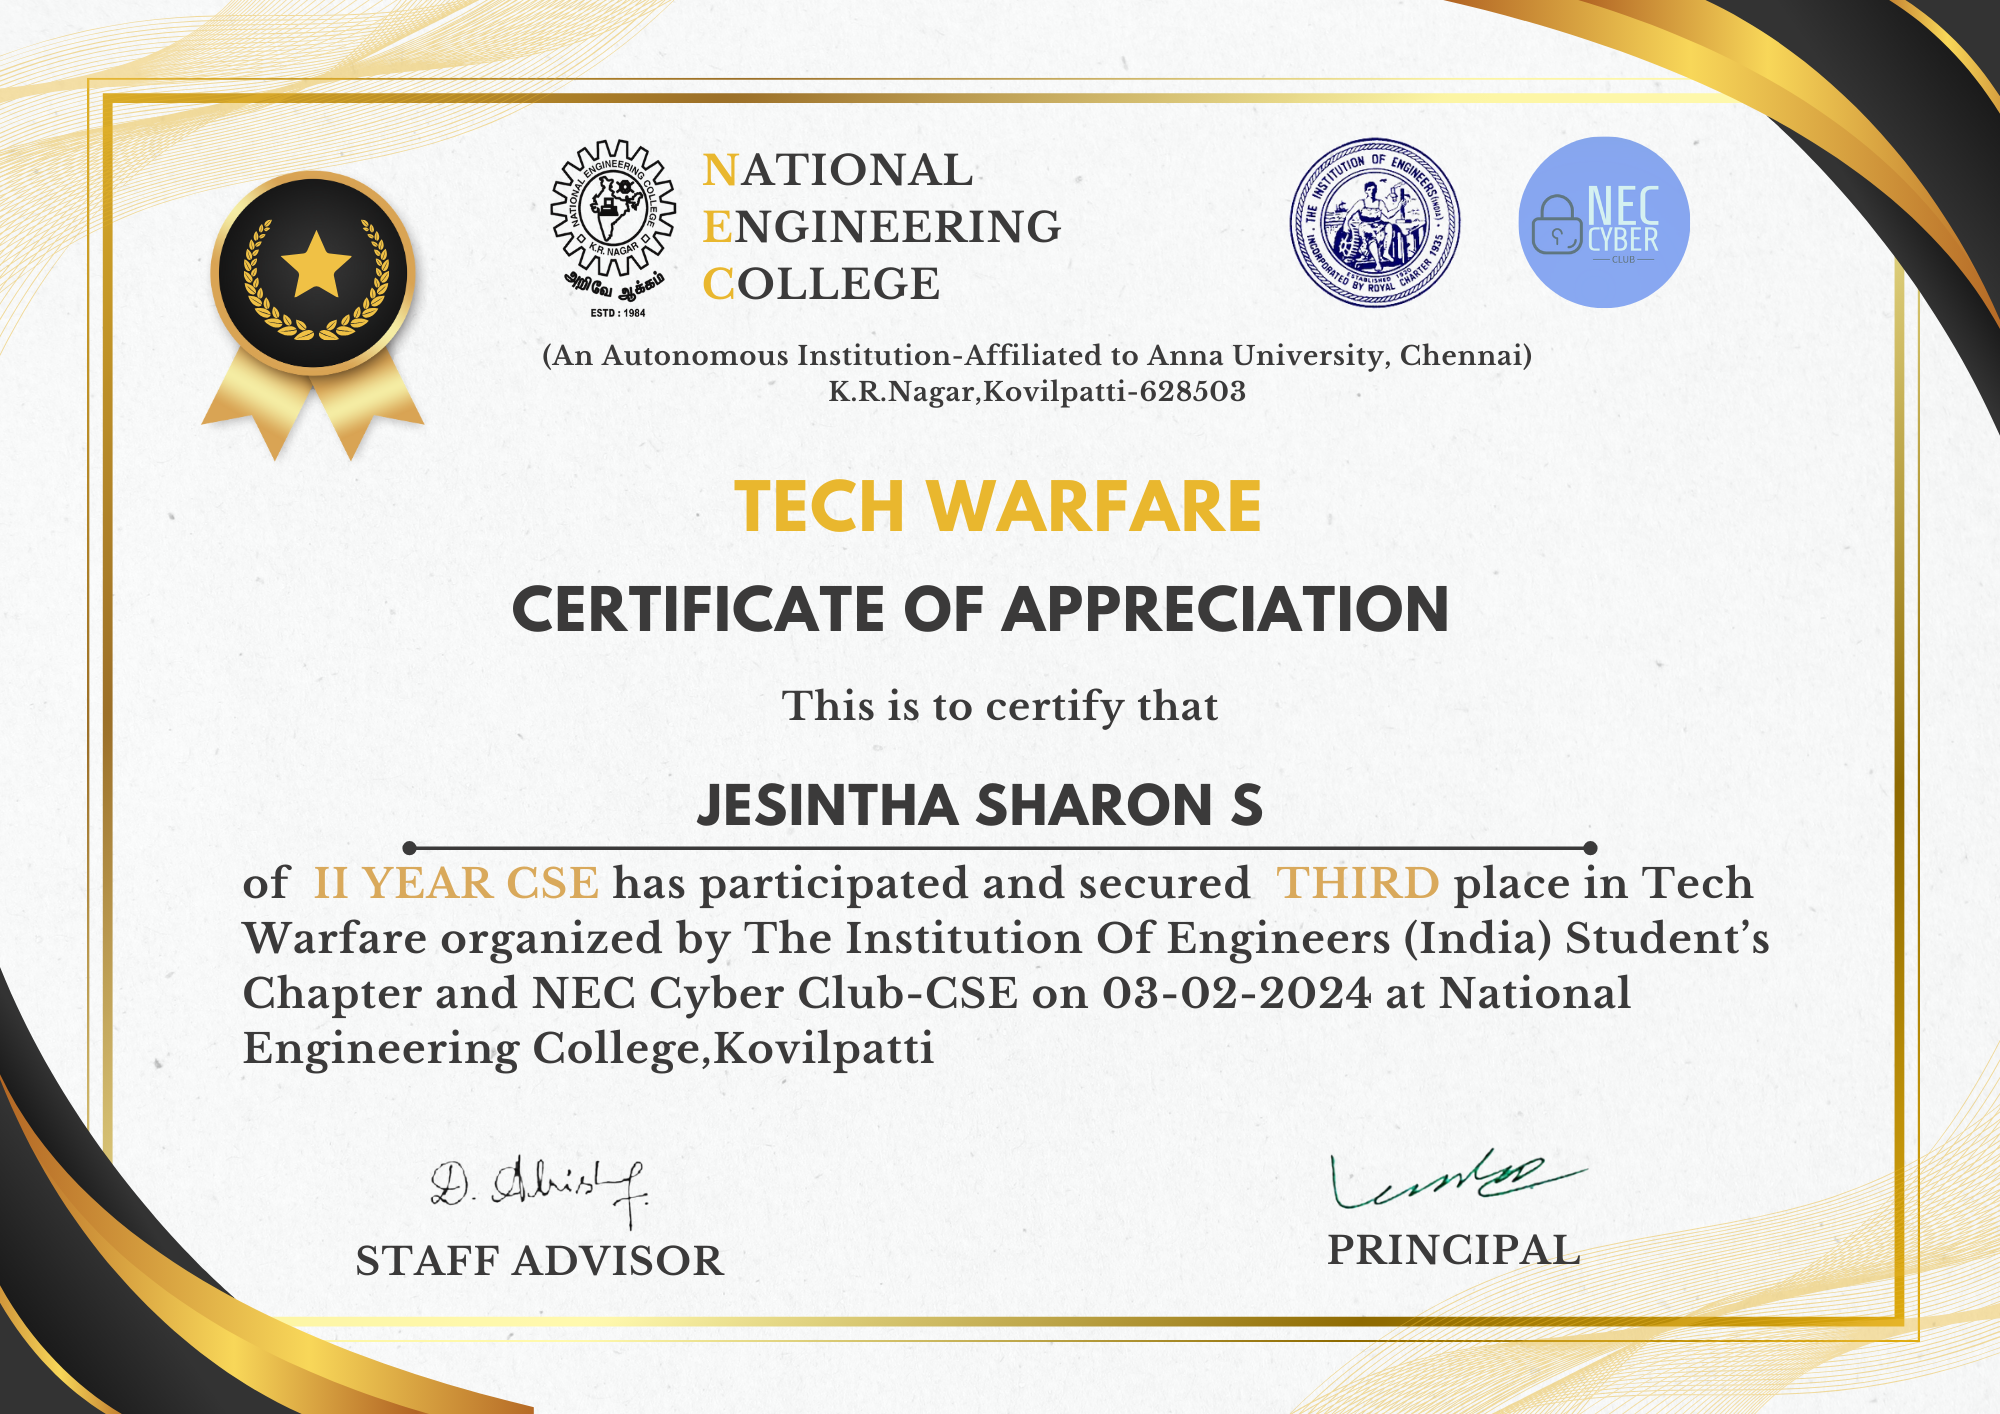 NATIONAL ENGINEERING COLLEGE
K.R. NAGAR
அறிவே ஆக்கம்
ESTD : 1984
NATIONAL
ENGINEERING
COLLEGE
THE INSTITUTION OF ENGINEERS (INDIA)
ESTABLISHED 1920
INCORPORATED BY ROYAL CHARTER 1935
NEC
CYBER
CLUB
(An Autonomous Institution-Affiliated to Anna University, Chennai)
K.R.Nagar,Kovilpatti-628503
TECH WARFARE
CERTIFICATE OF APPRECIATION
This is to certify that
JESINTHA SHARON S
of II YEAR CSE has participated and secured THIRD place in Tech
Warfare organized by The Institution Of Engineers (India) Student’s
Chapter and NEC Cyber Club-CSE on 03-02-2024 at National
Engineering College,Kovilpatti
STAFF ADVISOR
PRINCIPAL